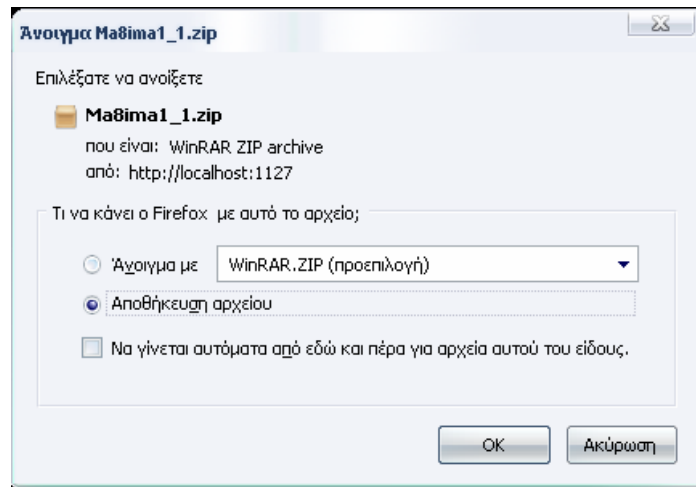 Άνοιγμα Ma8ima1_1.zip
Επιλέξατε να ανοίξετε
Ma8ima1_1.zip
που είναι: WinRAR ZIP archive
από: http://localhost:1127
Τι να κάνει ο Firefox με αυτό το αρχείο;
Άνοιγμα με WinRAR.ZIP (προεπιλογή)
Αποθήκευση αρχείου
Να γίνεται αυτόματα από εδώ και πέρα για αρχεία αυτού του είδους.
OK Ακύρωση